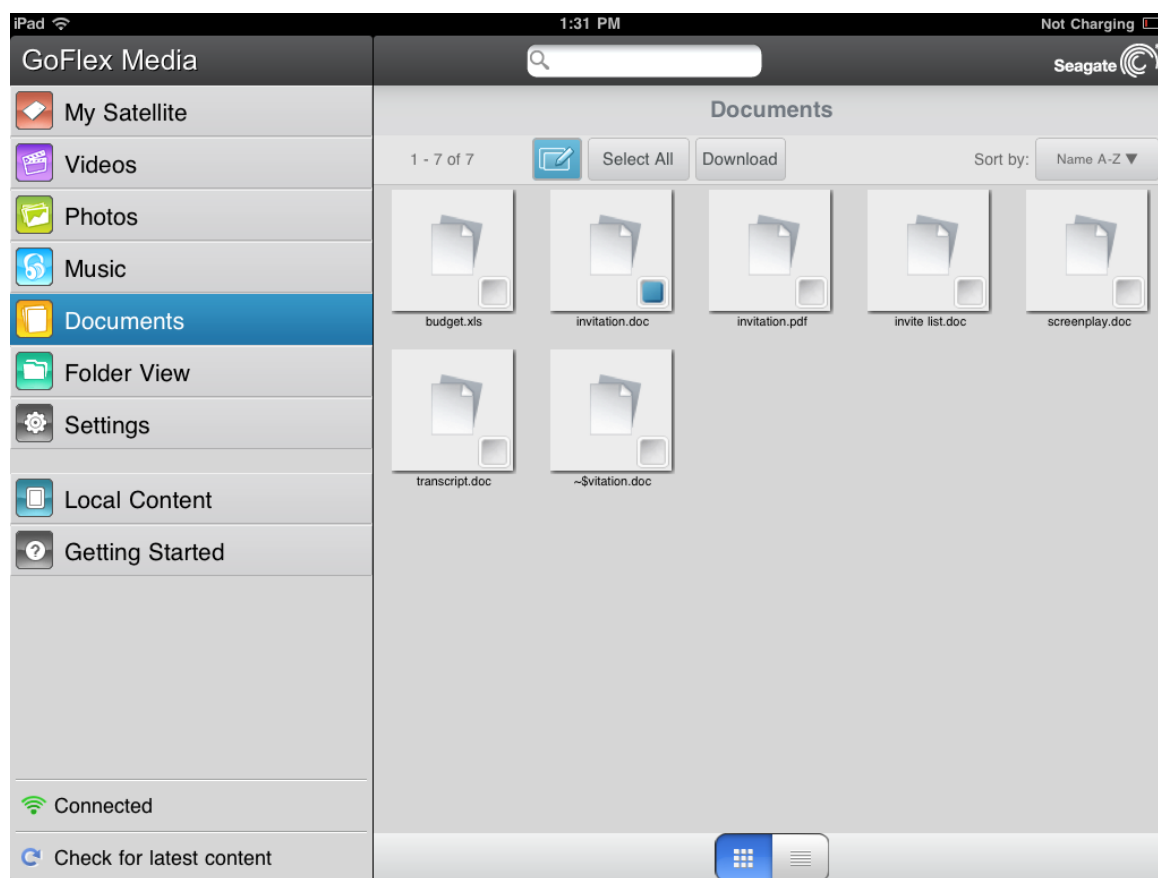 iPad 1:31 PM Not Charging
GoFlex Media
Seagate
My Satellite
Videos
Photos
Music
Documents
Folder View
Settings
Local Content
Getting Started
Connected
Check for latest content
Documents
1 - 7 of 7 Select All Download Sort by: Name A-Z ▼
budget.xls invitation.doc invitation.pdf invite list.doc screenplay.doc
transcript.doc ~$vitation.doc